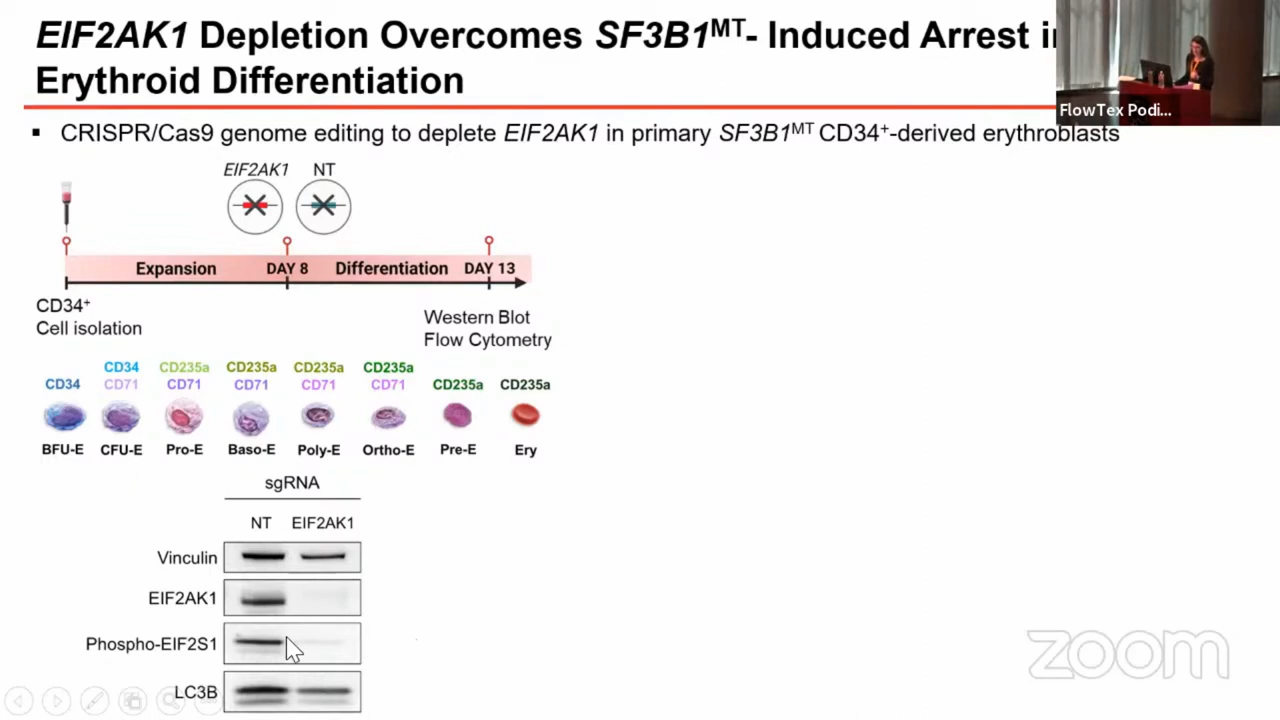 EIF2AK1 Depletion Overcomes SF3B1ᴹᵀ- Induced Arrest in
Erythroid Differentiation
FlowTex Podi...
▪ CRISPR/Cas9 genome editing to deplete EIF2AK1 in primary SF3B1ᴹᵀ CD34⁺-derived erythroblasts
EIF2AK1 NT
Expansion DAY 8 Differentiation DAY 13
CD34⁺
Cell isolation
Western Blot
Flow Cytometry
CD34 CD235a CD235a CD235a CD235a
CD34 CD71 CD71 CD71 CD71 CD71 CD235a CD235a
BFU-E CFU-E Pro-E Baso-E Poly-E Ortho-E Pre-E Ery
sgRNA
NT EIF2AK1
Vinculin
EIF2AK1
Phospho-EIF2S1
LC3B
zoom